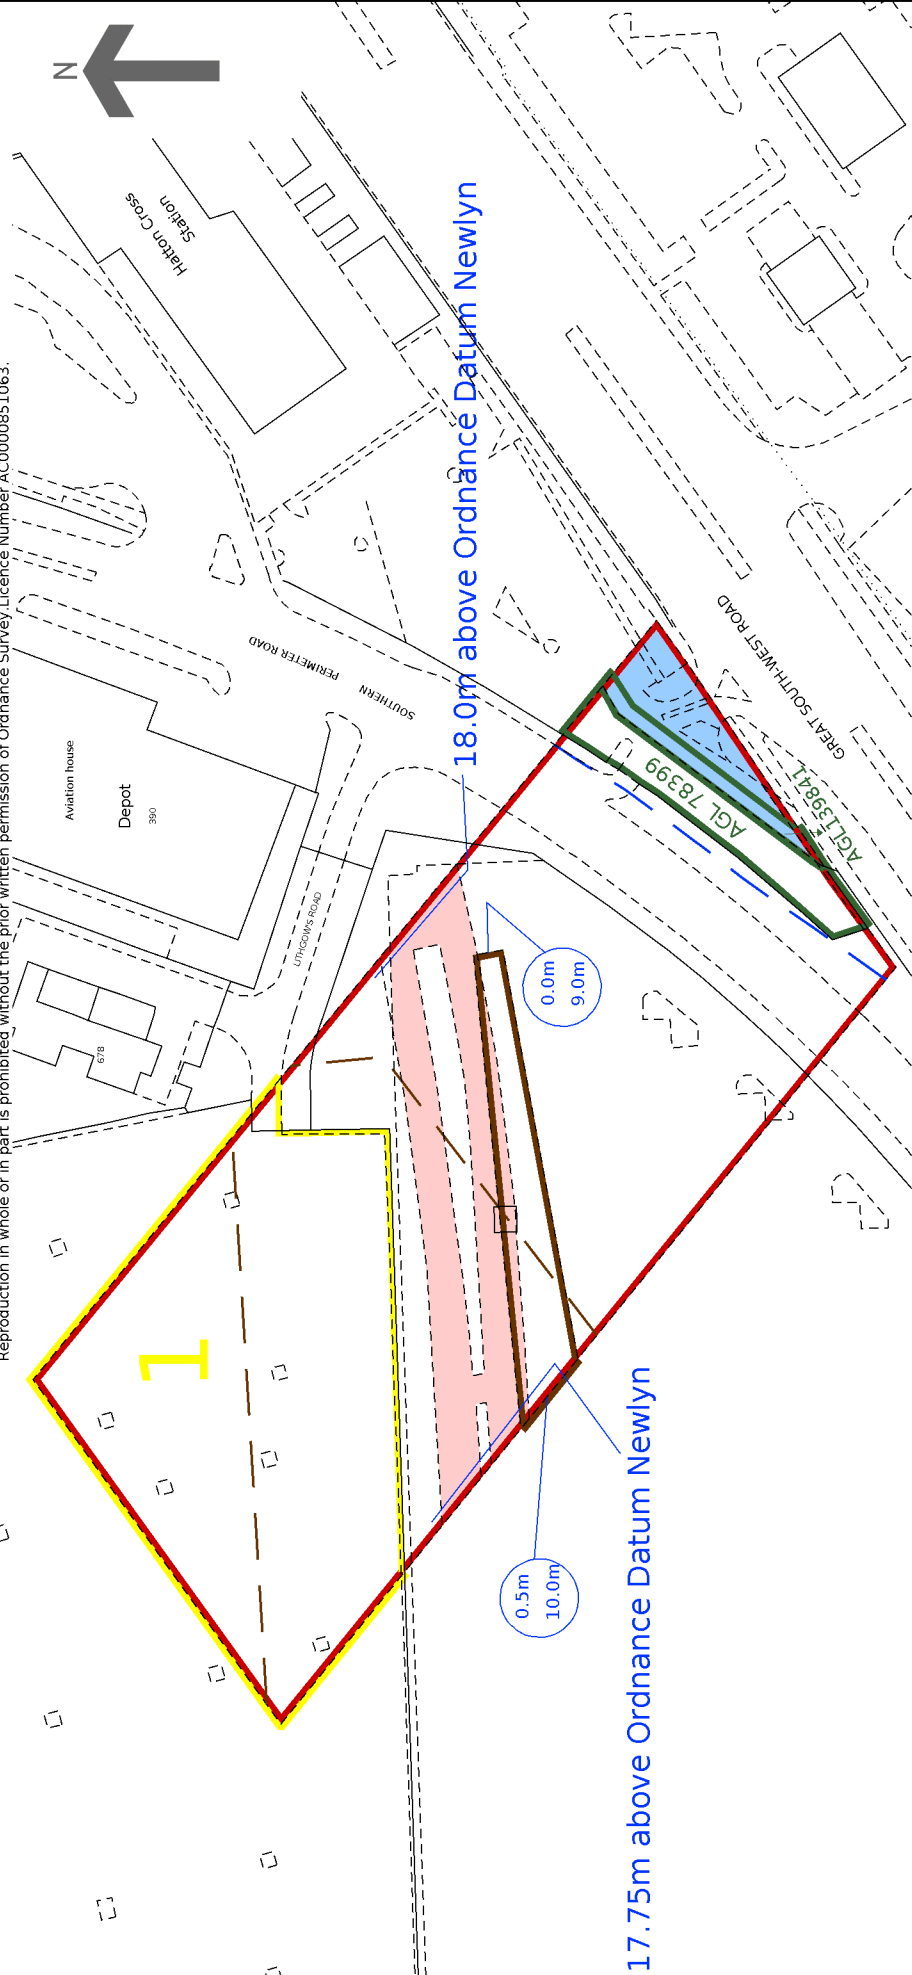 Reproduction in whole or in part is prohibited without the prior written permission of Ordnance Survey.Licence Number AC0000851063.
N
Hatton Cross
Station
18.0m above Ordnance Datum Newlyn
Aviation house
Depot
390
PERIMETER ROAD
SOUTHERN
GREAT SOUTH-WEST ROAD
AGL 78399
AGL139841
LITHGOW'S ROAD
678
0.0m
9.0m
1
0.5m
10.0m
17.75m above Ordnance Datum Newlyn